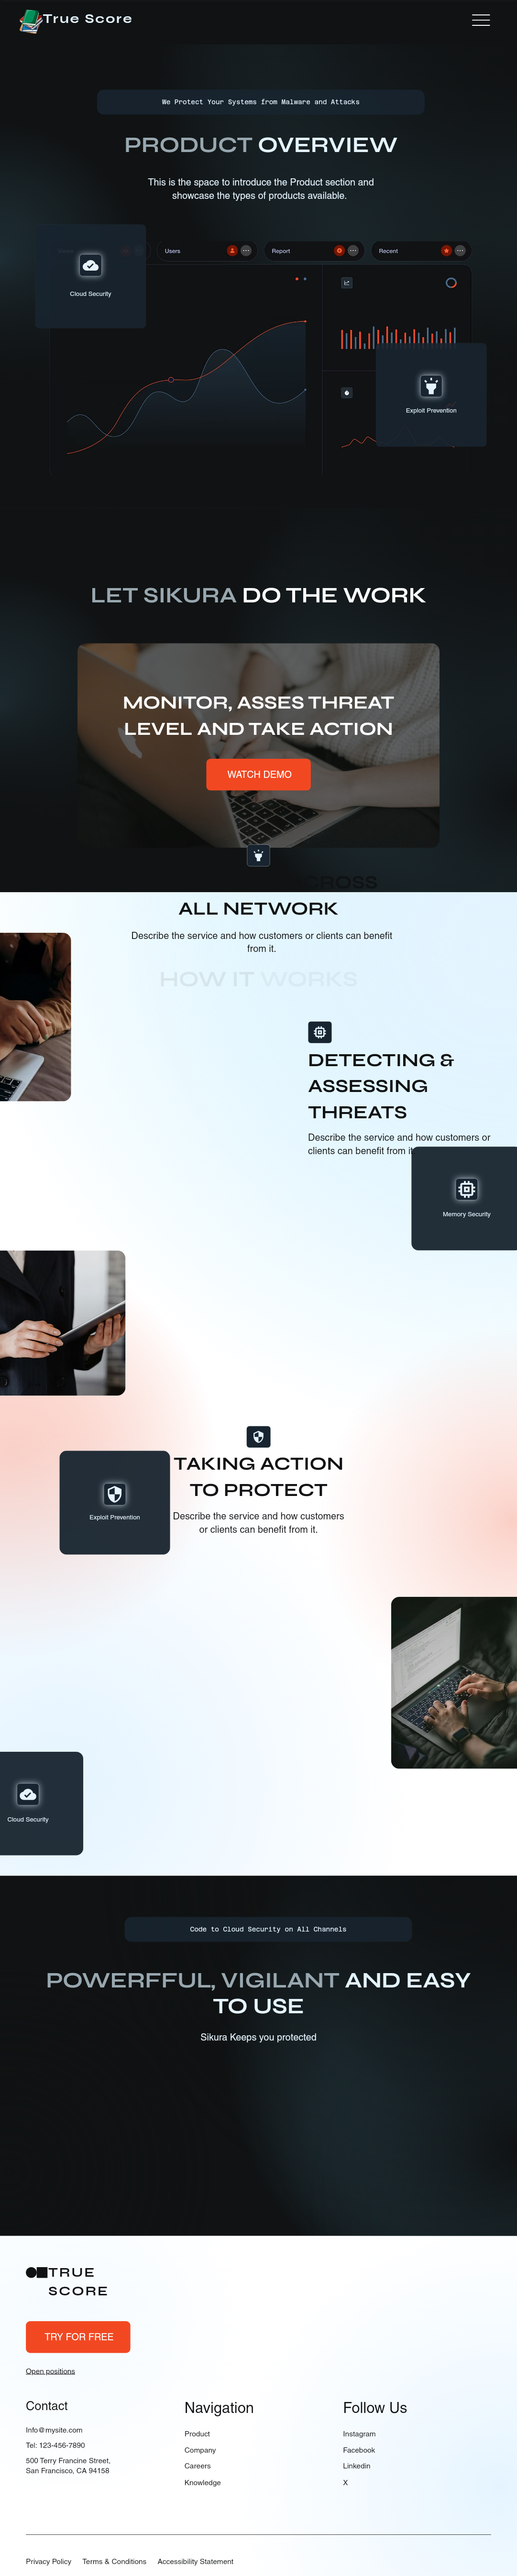 True Score
We Protect Your Systems from Malware and Attacks
PRODUCT OVERVIEW
This is the space to introduce the Product section and
showcase the types of products available.
Users
Report
Recent
Cloud Security
Exploit Prevention
LET SIKURA DO THE WORK
MONITOR, ASSES THREAT
LEVEL AND TAKE ACTION
WATCH DEMO
CROSS
ALL NETWORK
Describe the service and how customers or clients can benefit
from it.
HOW IT WORKS
DETECTING &
ASSESSING
THREATS
Describe the service and how customers or
clients can benefit from it
Memory Security
TAKING ACTION
TO PROTECT
Exploit Prevention
Describe the service and how customers
or clients can benefit from it.
Cloud Security
Code to Cloud Security on All Channels
POWERFFUL, VIGILANT AND EASY
TO USE
Sikura Keeps you protected
TRUE
SCORE
TRY FOR FREE
Open positions
Contact
Info@mysite.com
Tel: 123-456-7890
500 Terry Francine Street,
San Francisco, CA 94158
Navigation
Product
Company
Careers
Knowledge
Follow Us
Instagram
Facebook
Linkedin
X
Privacy Policy
Terms & Conditions
Accessibility Statement